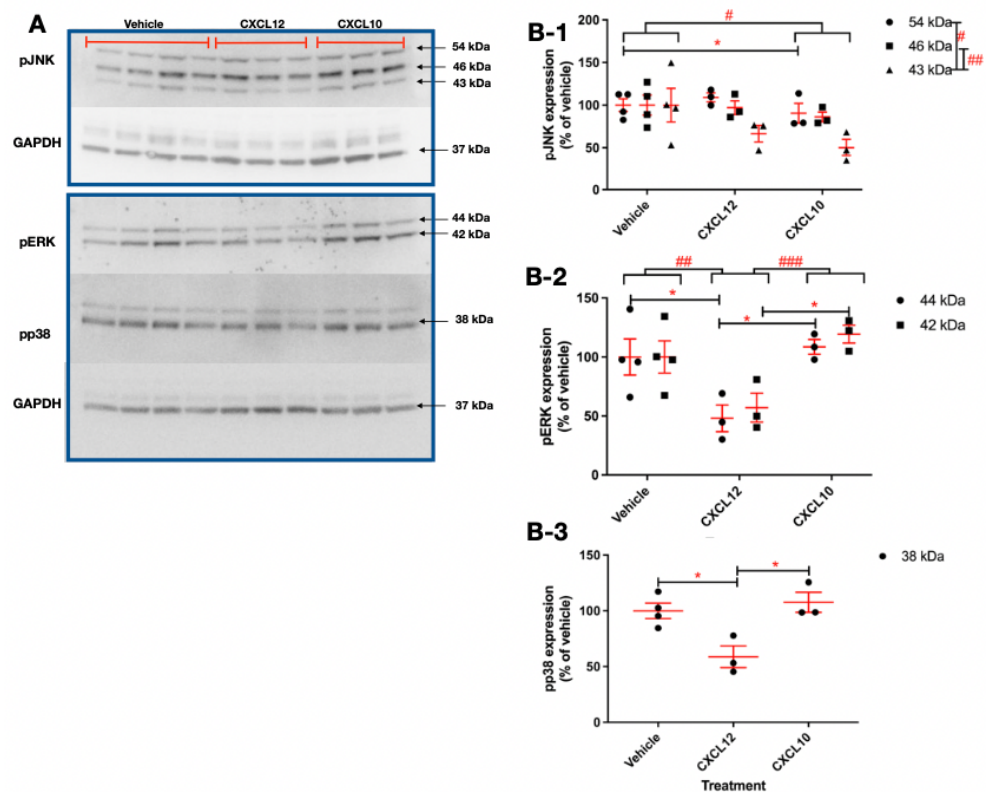 A
Vehicle
CXCL12
CXCL10
pJNK
54 kDa
46 kDa
43 kDa
GAPDH
37 kDa
pERK
44 kDa
42 kDa
pp38
38 kDa
GAPDH
37 kDa
B-1
pJNK expression
(% of vehicle)
200
150
100
50
0
#
*
Vehicle
CXCL12
CXCL10
54 kDa
46 kDa
43 kDa
#
##
B-2
pERK expression
(% of vehicle)
150
100
50
0
##
###
*
*
*
Vehicle
CXCL12
CXCL10
44 kDa
42 kDa
B-3
pp38 expression
(% of vehicle)
150
100
50
0
*
*
Vehicle
CXCL12
CXCL10
Treatment
38 kDa